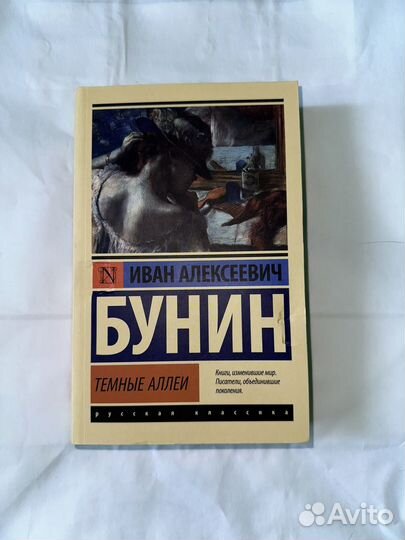 ИВАН АЛЕКСЕЕВИЧ
БУНИН
ТЕМНЫЕ АЛЛЕИ
Книги, изменившие мир.
Писатели, объединившие
поколения.
русская классика
Avito